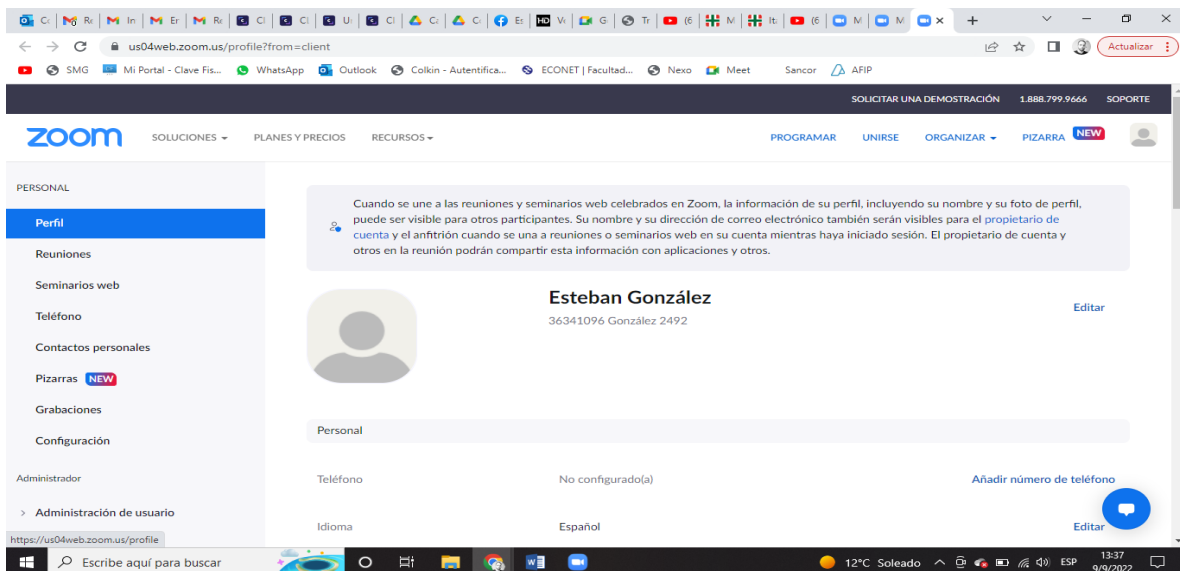 us04web.zoom.us/profile?from=client
Actualizar
SMG Mi Portal - Clave Fis... WhatsApp Outlook Colkin - Autentifica... ECONET | Facultad... Nexo Meet Sancor AFIP
SOLICITAR UNA DEMOSTRACIÓN 1.888.799.9666 SOPORTE
zoom SOLUCIONES PLANES Y PRECIOS RECURSOS PROGRAMAR UNIRSE ORGANIZAR PIZARRA NEW
PERSONAL
Perfil
Reuniones
Seminarios web
Teléfono
Contactos personales
Pizarras NEW
Grabaciones
Configuración
Administrador
Administración de usuario
https://us04web.zoom.us/profile
Cuando se une a las reuniones y seminarios web celebrados en Zoom, la información de su perfil, incluyendo su nombre y su foto de perfil,
puede ser visible para otros participantes. Su nombre y su dirección de correo electrónico también serán visibles para el propietario de
cuenta y el anfitrión cuando se una a reuniones o seminarios web en su cuenta mientras haya iniciado sesión. El propietario de cuenta y
otros en la reunión podrán compartir esta información con aplicaciones y otros.
Esteban González
36341096 González 2492
Editar
Personal
Teléfono No configurado(a) Añadir número de teléfono
Idioma Español Editar
Escribe aquí para buscar
12°C Soleado ESP 13:37
9/9/2022